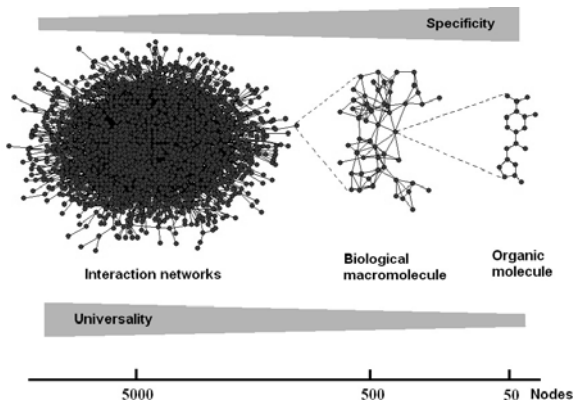 Specificity
Interaction networks
Biological
macromolecule
Organic
molecule
Universality
5000
500
50
Nodes